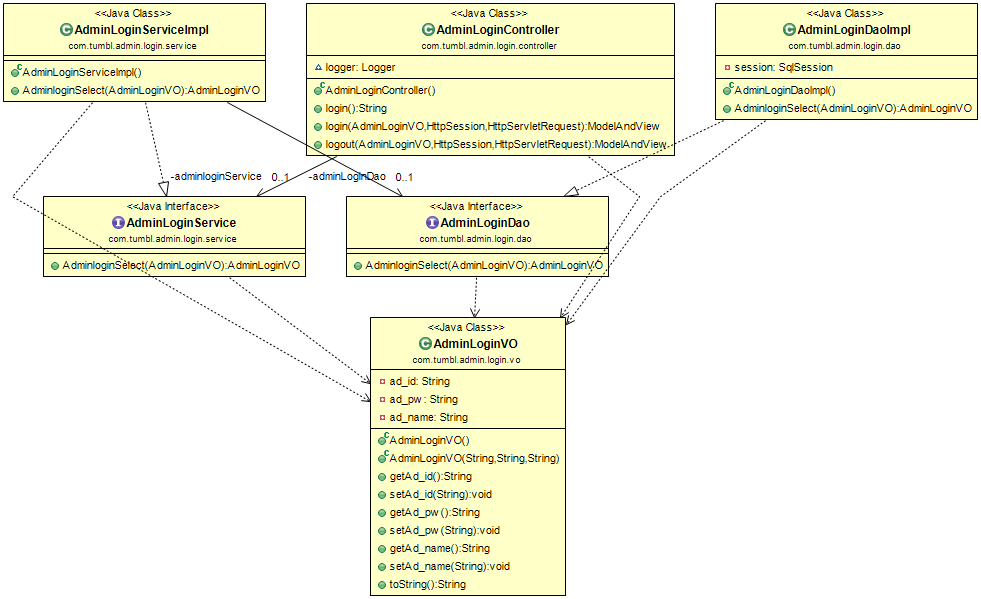 <<Java Class>>
AdminLoginServiceImpl
com.tumbl.admin.login.service
AdminLoginServiceImpl()
AdminloginSelect(AdminLoginVO):AdminLoginVO
<<Java Class>>
AdminLoginController
com.tumbl.admin.login.controller
logger: Logger
AdminLoginController()
login():String
login(AdminLoginVO,HttpSession,HttpServletRequest):ModelAndView
logout(AdminLoginVO,HttpSession,HttpServletRequest):ModelAndView
<<Java Class>>
AdminLoginDaoImpl
com.tumbl.admin.login.dao
session: SqlSession
AdminLoginDaoImpl()
AdminloginSelect(AdminLoginVO):AdminLoginVO
-adminloginService 0..1
-adminLoginDao 0..1
<<Java Interface>>
AdminLoginService
com.tumbl.admin.login.service
AdminloginSelect(AdminLoginVO):AdminLoginVO
<<Java Interface>>
AdminLoginDao
com.tumbl.admin.login.dao
AdminloginSelect(AdminLoginVO):AdminLoginVO
<<Java Class>>
AdminLoginVO
com.tumbl.admin.login.vo
ad_id: String
ad_pw : String
ad_name: String
AdminLoginVO()
AdminLoginVO(String,String,String)
getAd_id():String
setAd_id(String):void
getAd_pw ():String
setAd_pw (String):void
getAd_name():String
setAd_name(String):void
toString():String